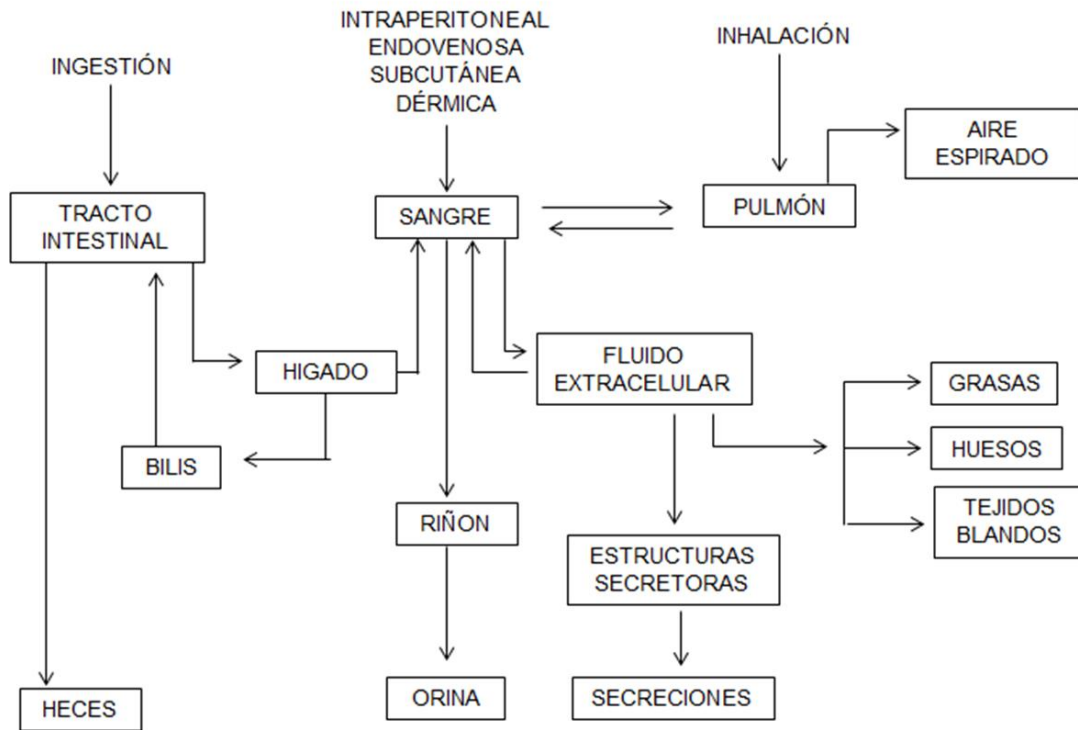 INGESTIÓN
INTRAPERITONEAL
ENDOVENOSA
SUBCUTÁNEA
DÉRMICA
INHALACIÓN
AIRE
ESPIRADO
TRACTO
INTESTINAL
SANGRE
PULMÓN
HIGADO
FLUIDO
EXTRACELULAR
GRASAS
BILIS
HUESOS
RIÑON
TEJIDOS
BLANDOS
ESTRUCTURAS
SECRETORAS
HECES
ORINA
SECRECIONES